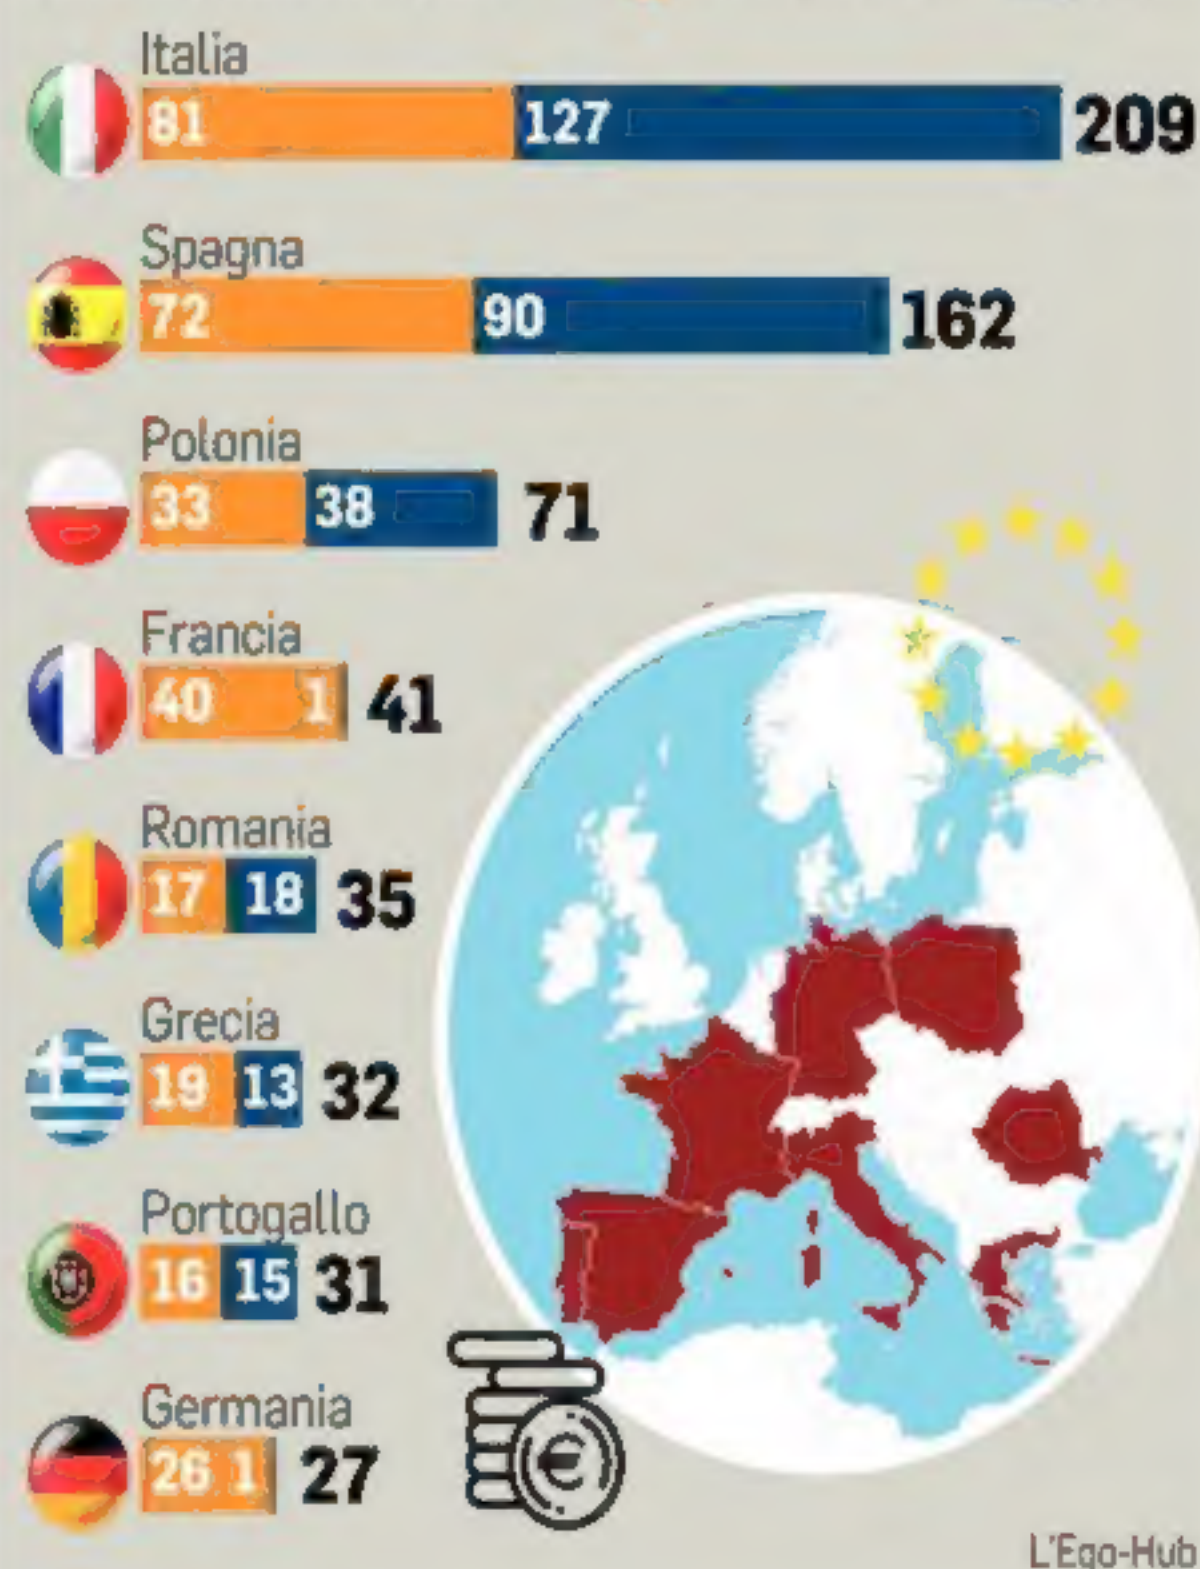 Italia
81 127 209
Spagna
72 90 162
Polonia
33 38 71
Francia
40 1 41
Romania
17 18 35
Grecia
19 13 32
Portogallo
16 15 31
Germania
26 1 27
€
L'Ego-Hub